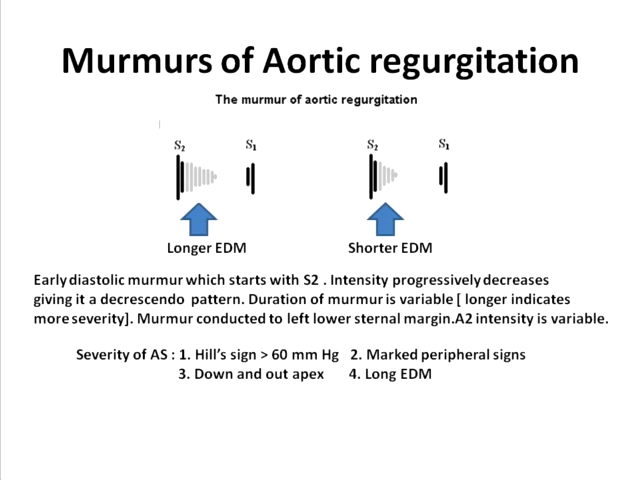 Murmurs of Aortic regurgitation
The murmur of aortic regurgitation
S₂ S₁ S₂ S₁
Longer EDM Shorter EDM
Early diastolic murmur which starts with S2 . Intensity progressively decreases
giving it a decrescendo pattern. Duration of murmur is variable [ longer indicates
more severity]. Murmur conducted to left lower sternal margin.A2 intensity is variable.
Severity of AS : 1. Hill’s sign > 60 mm Hg 2. Marked peripheral signs
3. Down and out apex 4. Long EDM